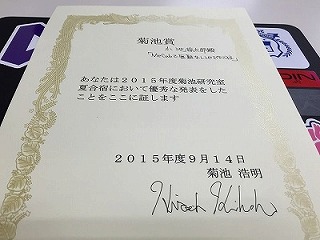 菊池賞
あなたは2015年度菊池研究室
夏合宿において優秀な発表をした
ことをここに証します
2015年度9月14日
菊池 浩明
Hiroaki Kikuchi